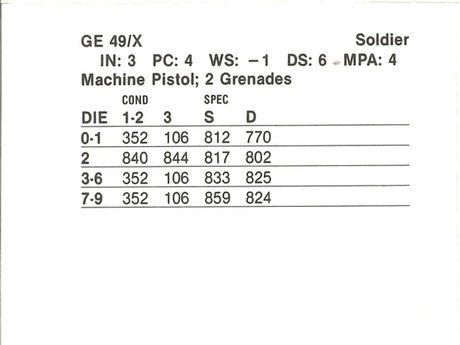 GE 49/X Soldier
IN: 3 PC: 4 WS: −1 DS: 6 MPA: 4
Machine Pistol; 2 Grenades
COND SPEC
DIE 1-2 3 S D
0-1 352 106 812 770
2 840 844 817 802
3-6 352 106 833 825
7-9 352 106 859 824